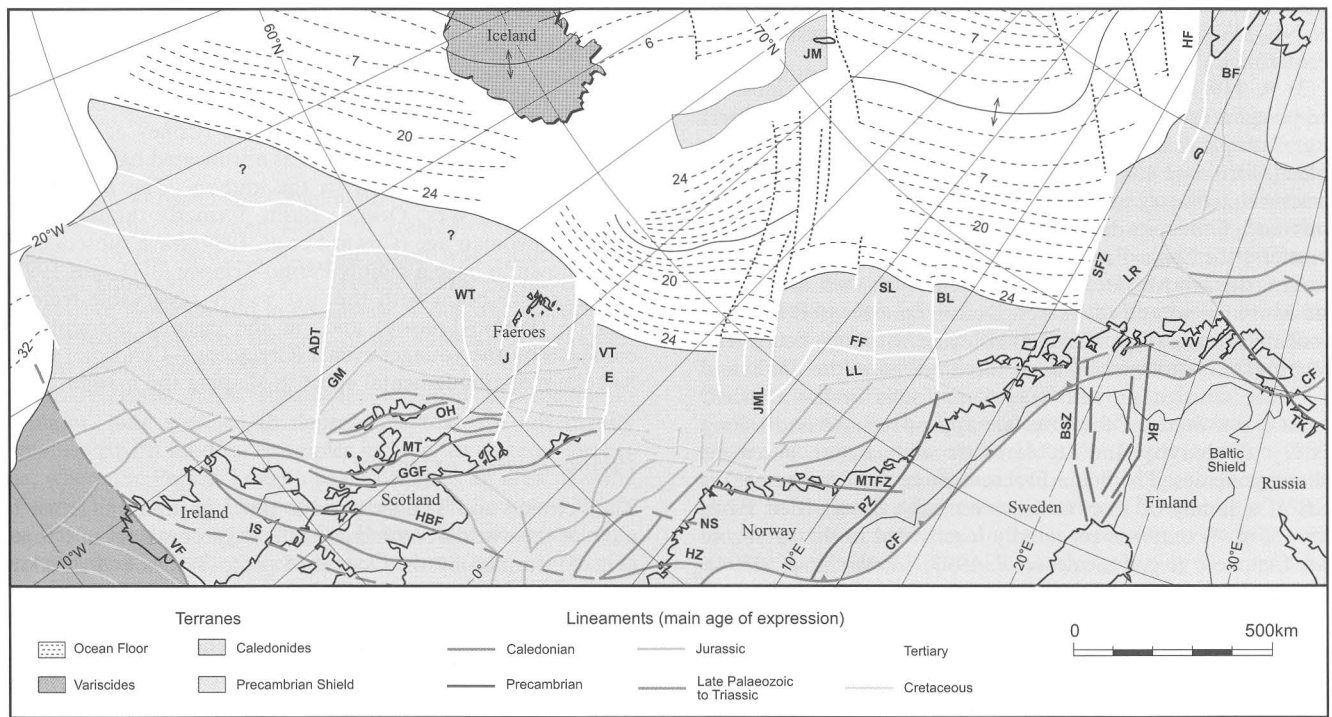 60°N
70°N
Iceland
6
JM
HF
BF
7
7
20
?
24
24
7
20
20°W
?
20
24
24
SFZ
LR
SL
BL
WT
Faeroes
32
ADT
J
VT
E
FF
LL
VV
GM
JML
CF
OH
MT
GGF
BSZ
BK
TK
Baltic
Shield
Russia
MTFZ
PZ
Ireland
Scotland
HBF
IS
NS
Norway
Sweden
Finland
VF
HZ
CF
10°W
0°
10°E
20°E
30°E
Terranes
Lineaments (main age of expression)
Ocean Floor
Caledonides
Caledonian
Jurassic
Tertiary
0 500km
Variscides
Precambrian Shield
Precambrian
Late Palaeozoic
to Triassic
Cretaceous